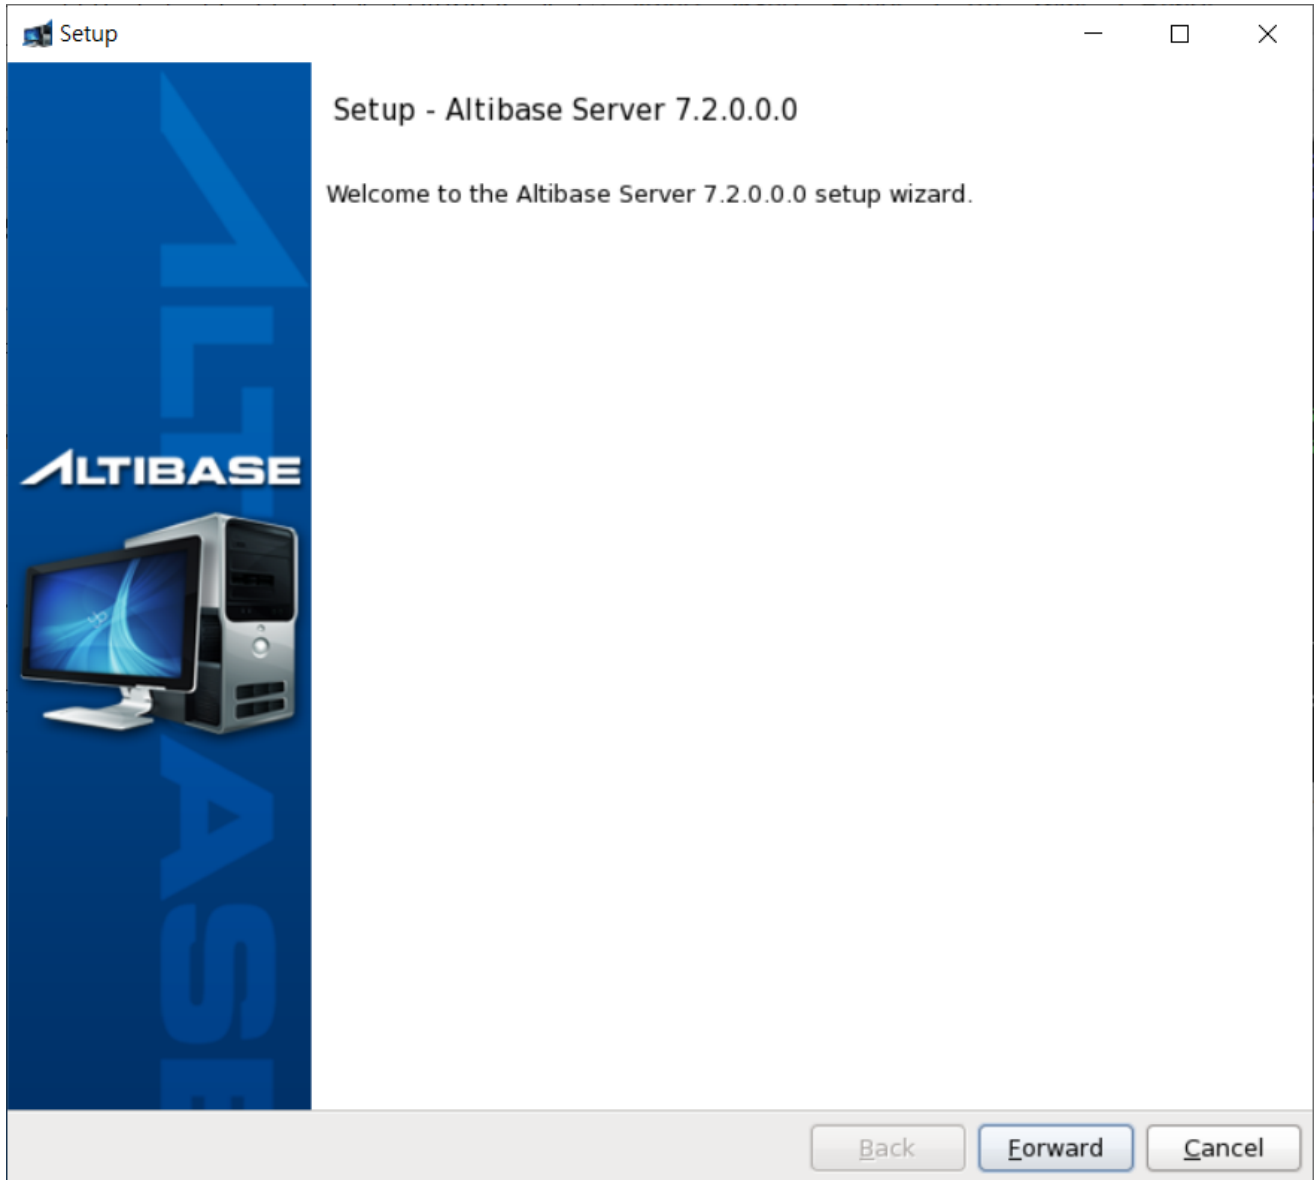 Setup
Setup - Altibase Server 7.2.0.0.0
Welcome to the Altibase Server 7.2.0.0.0 setup wizard.
ALTIBASE
ALTIBASE
Back
Forward
Cancel